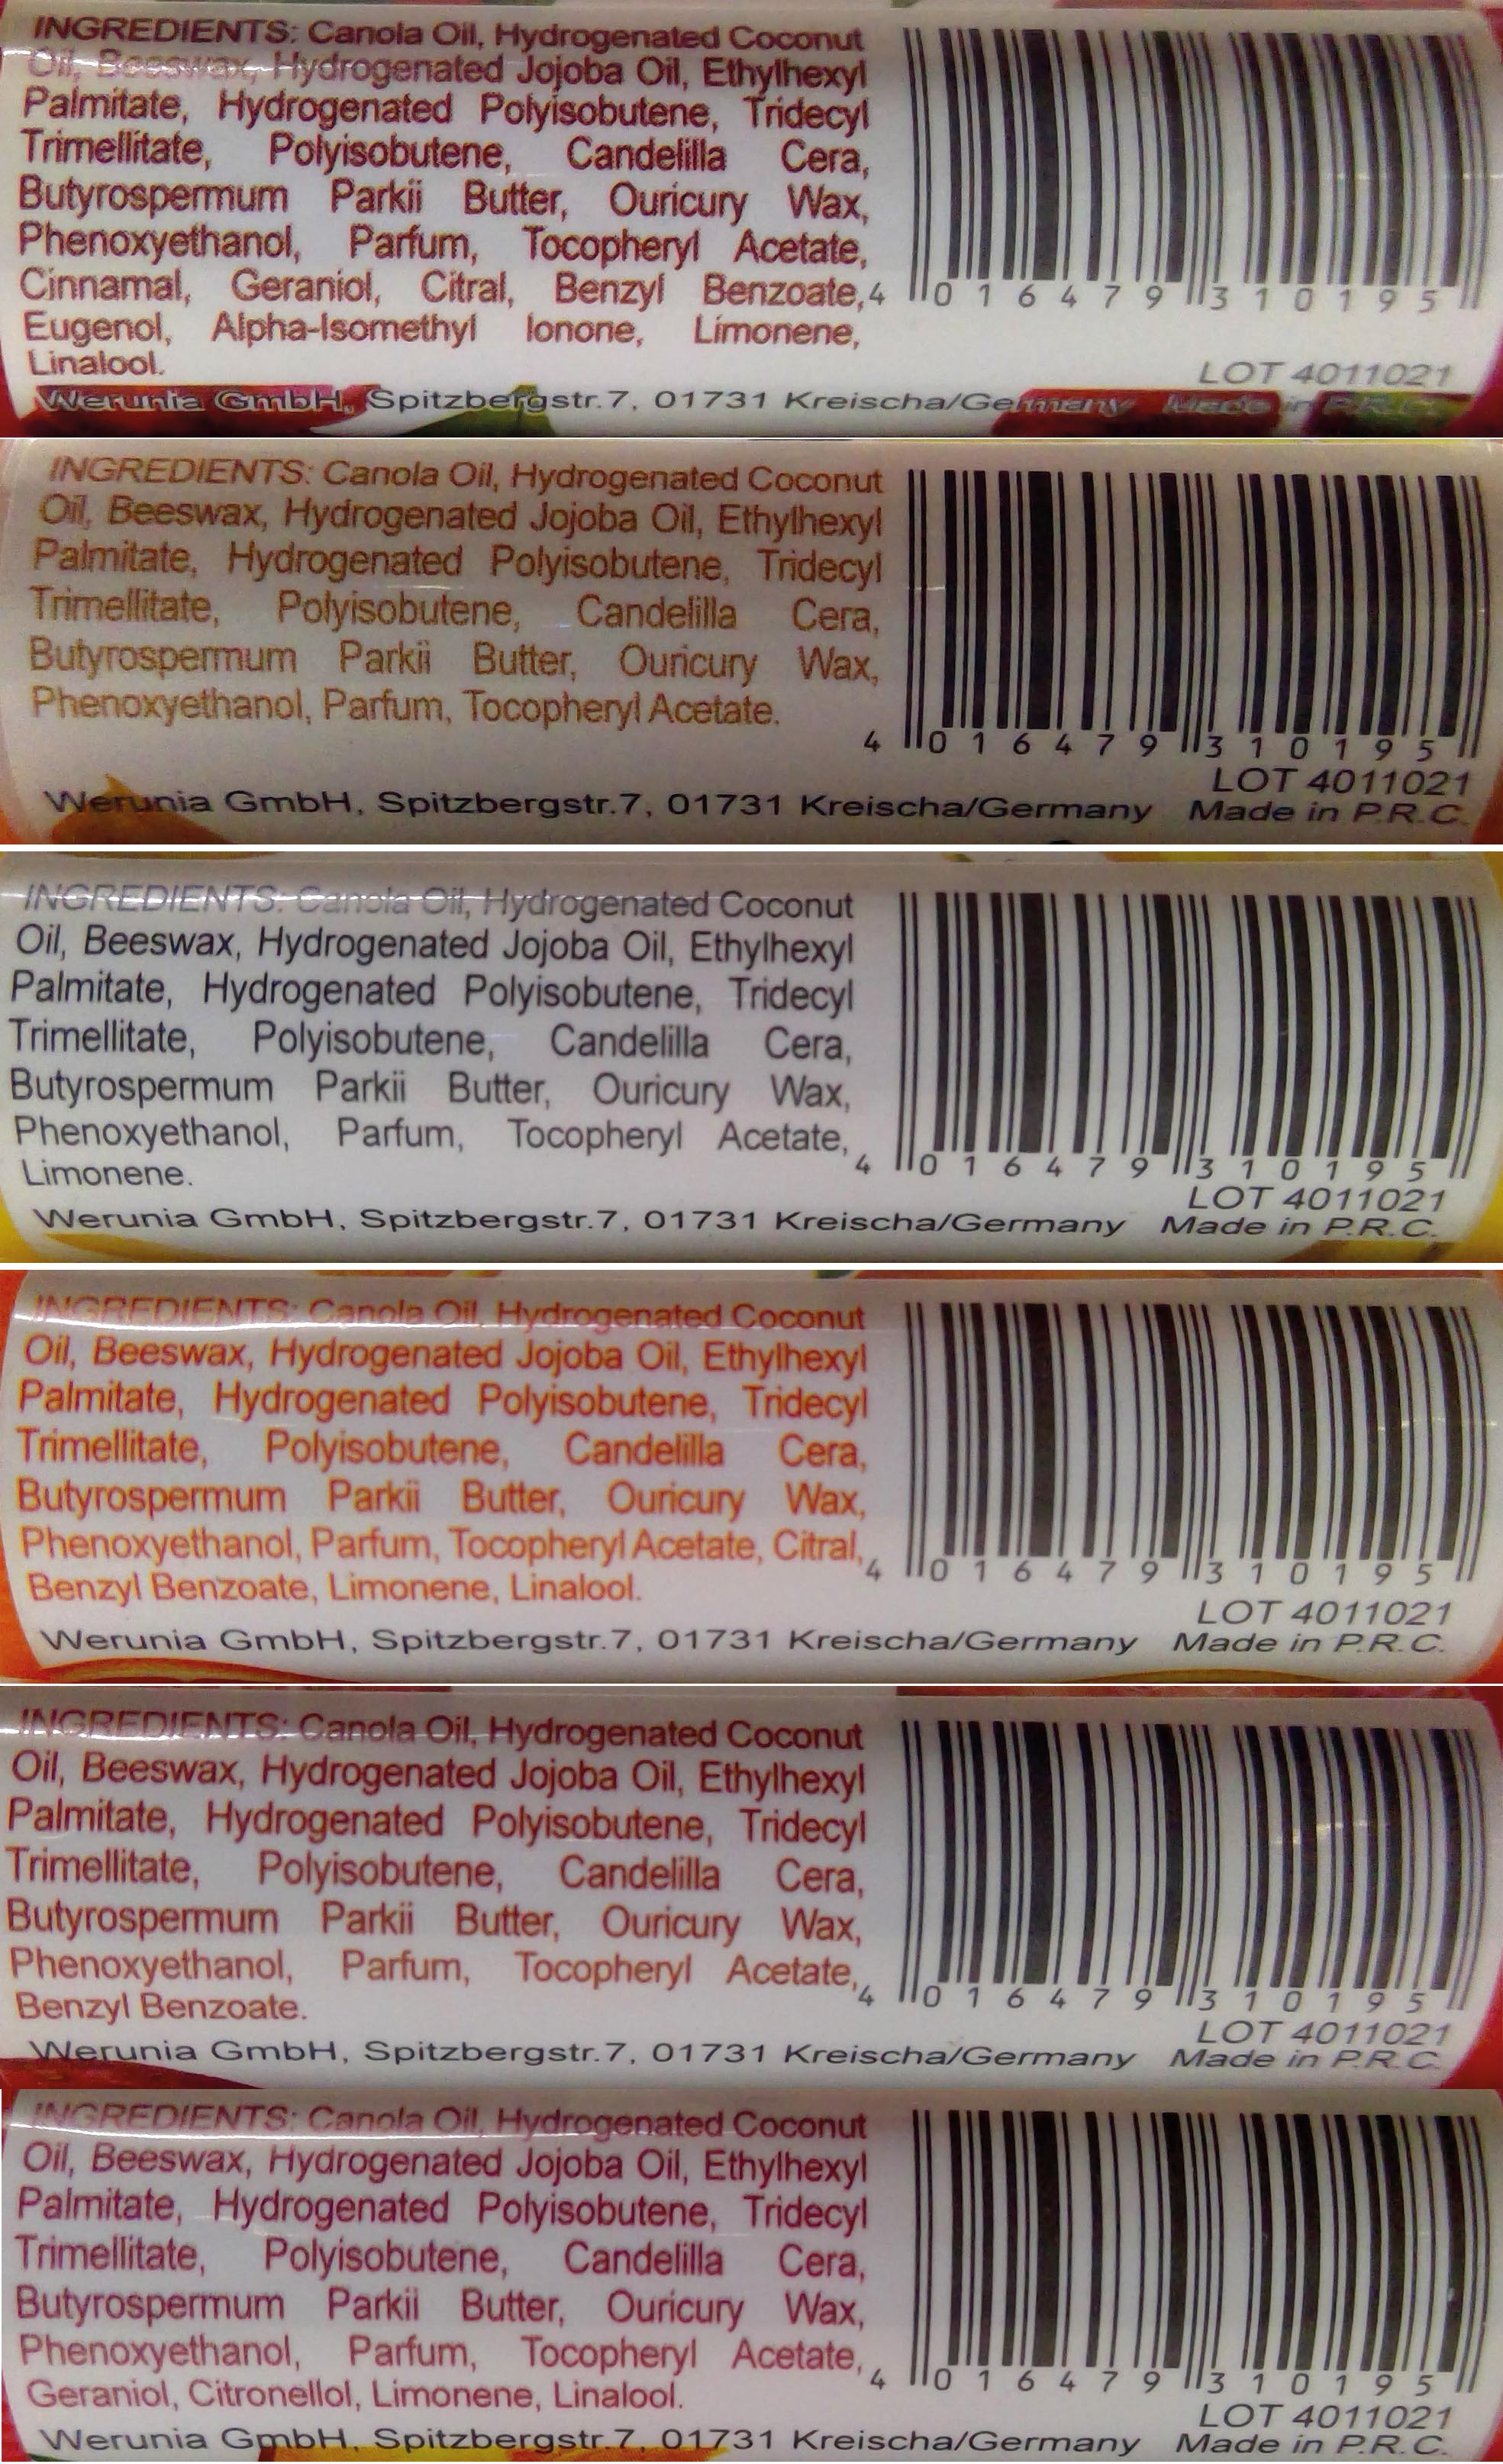 INGREDIENTS: Canola Oil, Hydrogenated Coconut
Oil, Beeswax, Hydrogenated Jojoba Oil, Ethylhexyl
Palmitate, Hydrogenated Polyisobutene, Tridecyl
Trimellitate, Polyisobutene, Candelilla Cera,
Butyrospermum Parkii Butter, Ouricury Wax,
Phenoxyethanol, Parfum, Tocopheryl Acetate,
Cinnamal, Geraniol, Citral, Benzyl Benzoate,
Eugenol, Alpha-Isomethyl Ionone, Limonene,
Linalool.
4 016479 310195
LOT 4011021
Werunia GmbH, Spitzbergstr.7, 01731 Kreischa/Germany Made in P.R.C.
INGREDIENTS: Canola Oil, Hydrogenated Coconut
Oil, Beeswax, Hydrogenated Jojoba Oil, Ethylhexyl
Palmitate, Hydrogenated Polyisobutene, Tridecyl
Trimellitate, Polyisobutene, Candelilla Cera,
Butyrospermum Parkii Butter, Ouricury Wax,
Phenoxyethanol, Parfum, Tocopheryl Acetate.
4 016479 310195
LOT 4011021
Werunia GmbH, Spitzbergstr.7, 01731 Kreischa/Germany Made in P.R.C.
INGREDIENTS: Canola Oil, Hydrogenated Coconut
Oil, Beeswax, Hydrogenated Jojoba Oil, Ethylhexyl
Palmitate, Hydrogenated Polyisobutene, Tridecyl
Trimellitate, Polyisobutene, Candelilla Cera,
Butyrospermum Parkii Butter, Ouricury Wax,
Phenoxyethanol, Parfum, Tocopheryl Acetate,
Limonene.
4 016479 310195
LOT 4011021
Werunia GmbH, Spitzbergstr.7, 01731 Kreischa/Germany Made in P.R.C.
INGREDIENTS: Canola Oil, Hydrogenated Coconut
Oil, Beeswax, Hydrogenated Jojoba Oil, Ethylhexyl
Palmitate, Hydrogenated Polyisobutene, Tridecyl
Trimellitate, Polyisobutene, Candelilla Cera,
Butyrospermum Parkii Butter, Ouricury Wax,
Phenoxyethanol, Parfum, Tocopheryl Acetate, Citral,
Benzyl Benzoate, Limonene, Linalool.
4 016479 310195
LOT 4011021
Werunia GmbH, Spitzbergstr.7, 01731 Kreischa/Germany Made in P.R.C.
INGREDIENTS: Canola Oil, Hydrogenated Coconut
Oil, Beeswax, Hydrogenated Jojoba Oil, Ethylhexyl
Palmitate, Hydrogenated Polyisobutene, Tridecyl
Trimellitate, Polyisobutene, Candelilla Cera,
Butyrospermum Parkii Butter, Ouricury Wax,
Phenoxyethanol, Parfum, Tocopheryl Acetate,
Benzyl Benzoate.
4 016479 310195
LOT 4011021
Werunia GmbH, Spitzbergstr.7, 01731 Kreischa/Germany Made in P.R.C.
INGREDIENTS: Canola Oil, Hydrogenated Coconut
Oil, Beeswax, Hydrogenated Jojoba Oil, Ethylhexyl
Palmitate, Hydrogenated Polyisobutene, Tridecyl
Trimellitate, Polyisobutene, Candelilla Cera,
Butyrospermum Parkii Butter, Ouricury Wax,
Phenoxyethanol, Parfum, Tocopheryl Acetate,
Geraniol, Citronellol, Limonene, Linalool.
4 016479 310195
LOT 4011021
Werunia GmbH, Spitzbergstr.7, 01731 Kreischa/Germany Made in P.R.C.